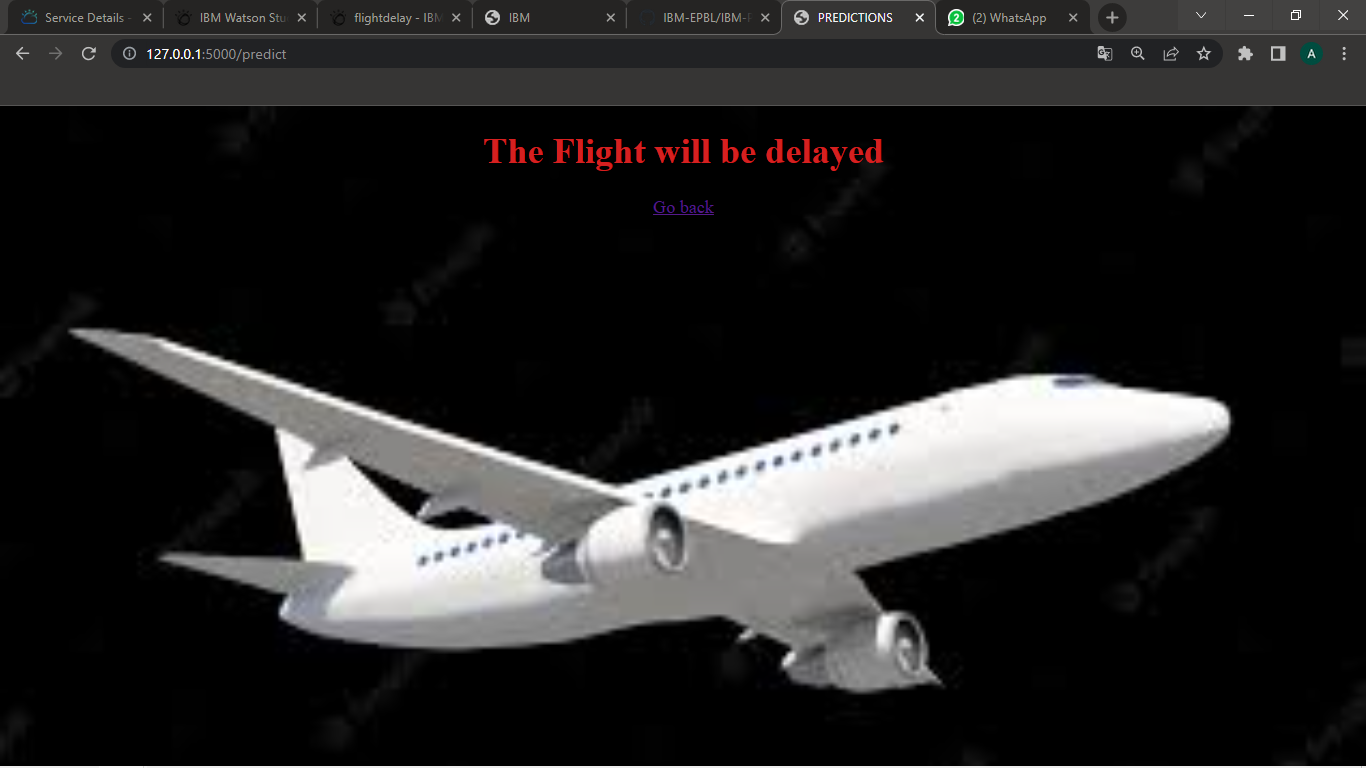 Service Details -
IBM Watson Stu
flightdelay - IBM
IBM
IBM-EPBL/IBM-
PREDICTIONS
2
(2) WhatsApp
127.0.0.1:5000/predict
A
The Flight will be delayed
Go back